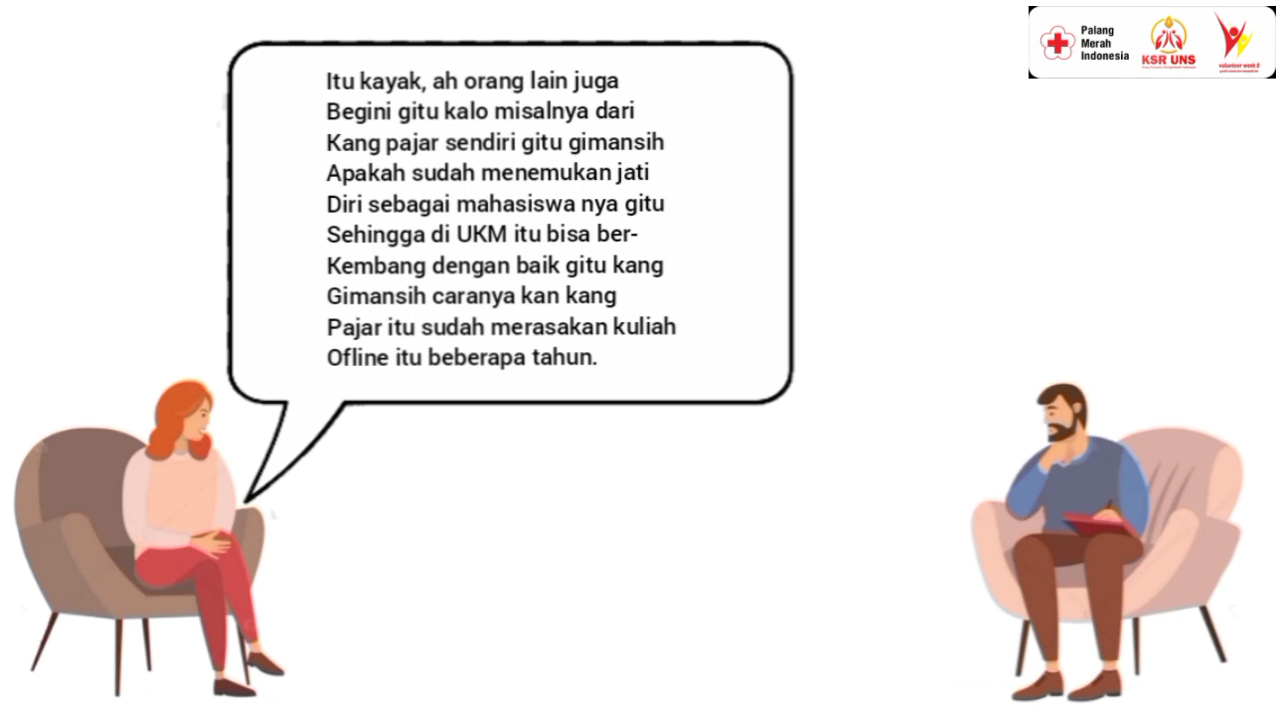 Itu kayak, ah orang lain juga
Begini gitu kalo misalnya dari
Kang pajar sendiri gitu gimansih
Apakah sudah menemukan jati
Diri sebagai mahasiswa nya gitu
Sehingga di UKM itu bisa ber-
Kembang dengan baik gitu kang
Gimansih caranya kan kang
Pajar itu sudah merasakan kuliah
Ofline itu beberapa tahun.
Palang
Merah
Indonesia
KSR UNS
volunteer week 8